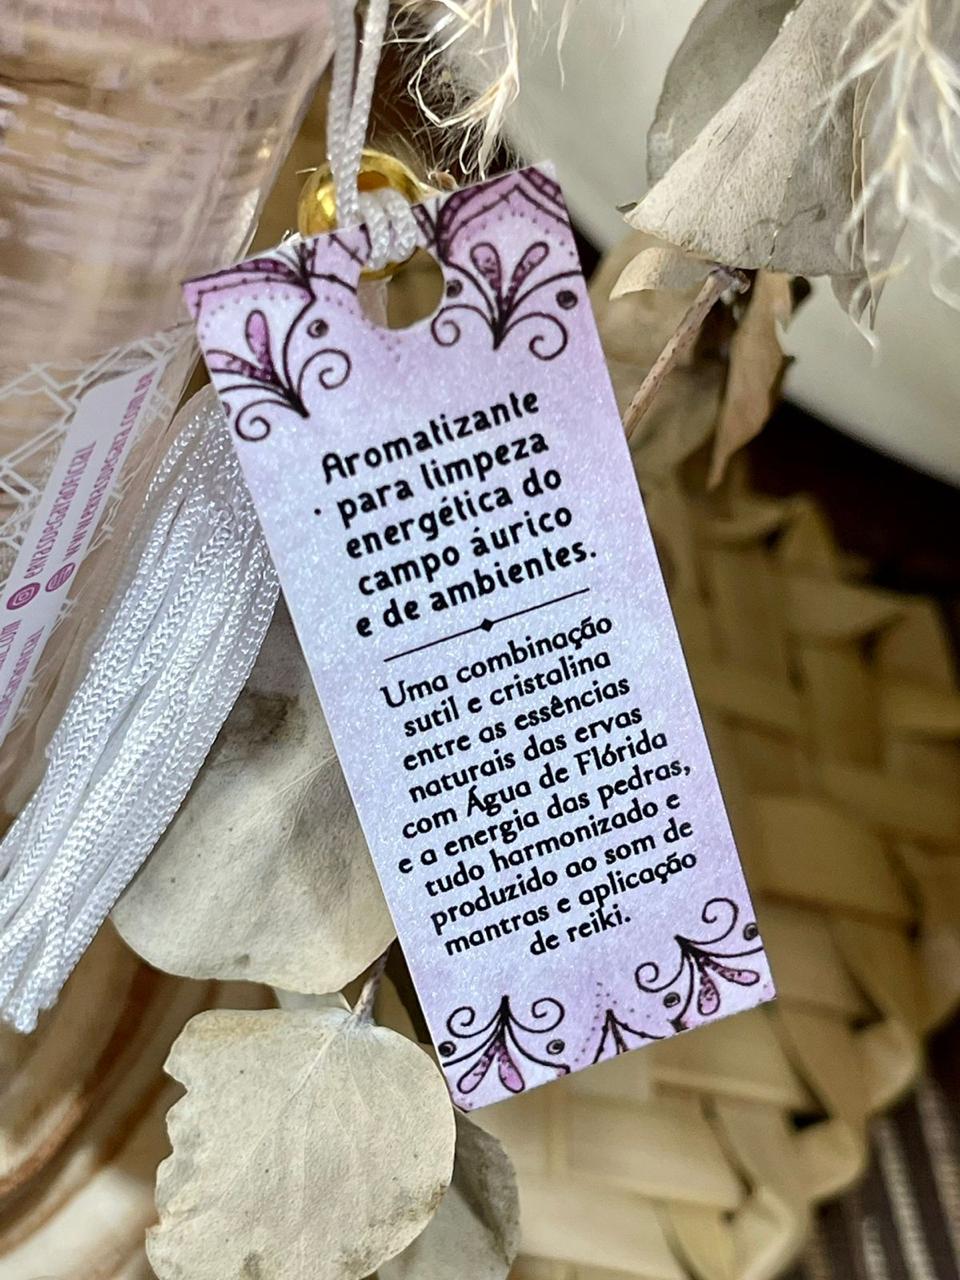 Aromatizante
para limpeza
energética do
campo áurico
e de ambientes.
Uma combinação
sutil e cristalina
entre as essências
naturais das ervas
com Água de Flórida
e a energia das pedras,
tudo harmonizado e
produzido ao som de
mantras e aplicação
de reiki.